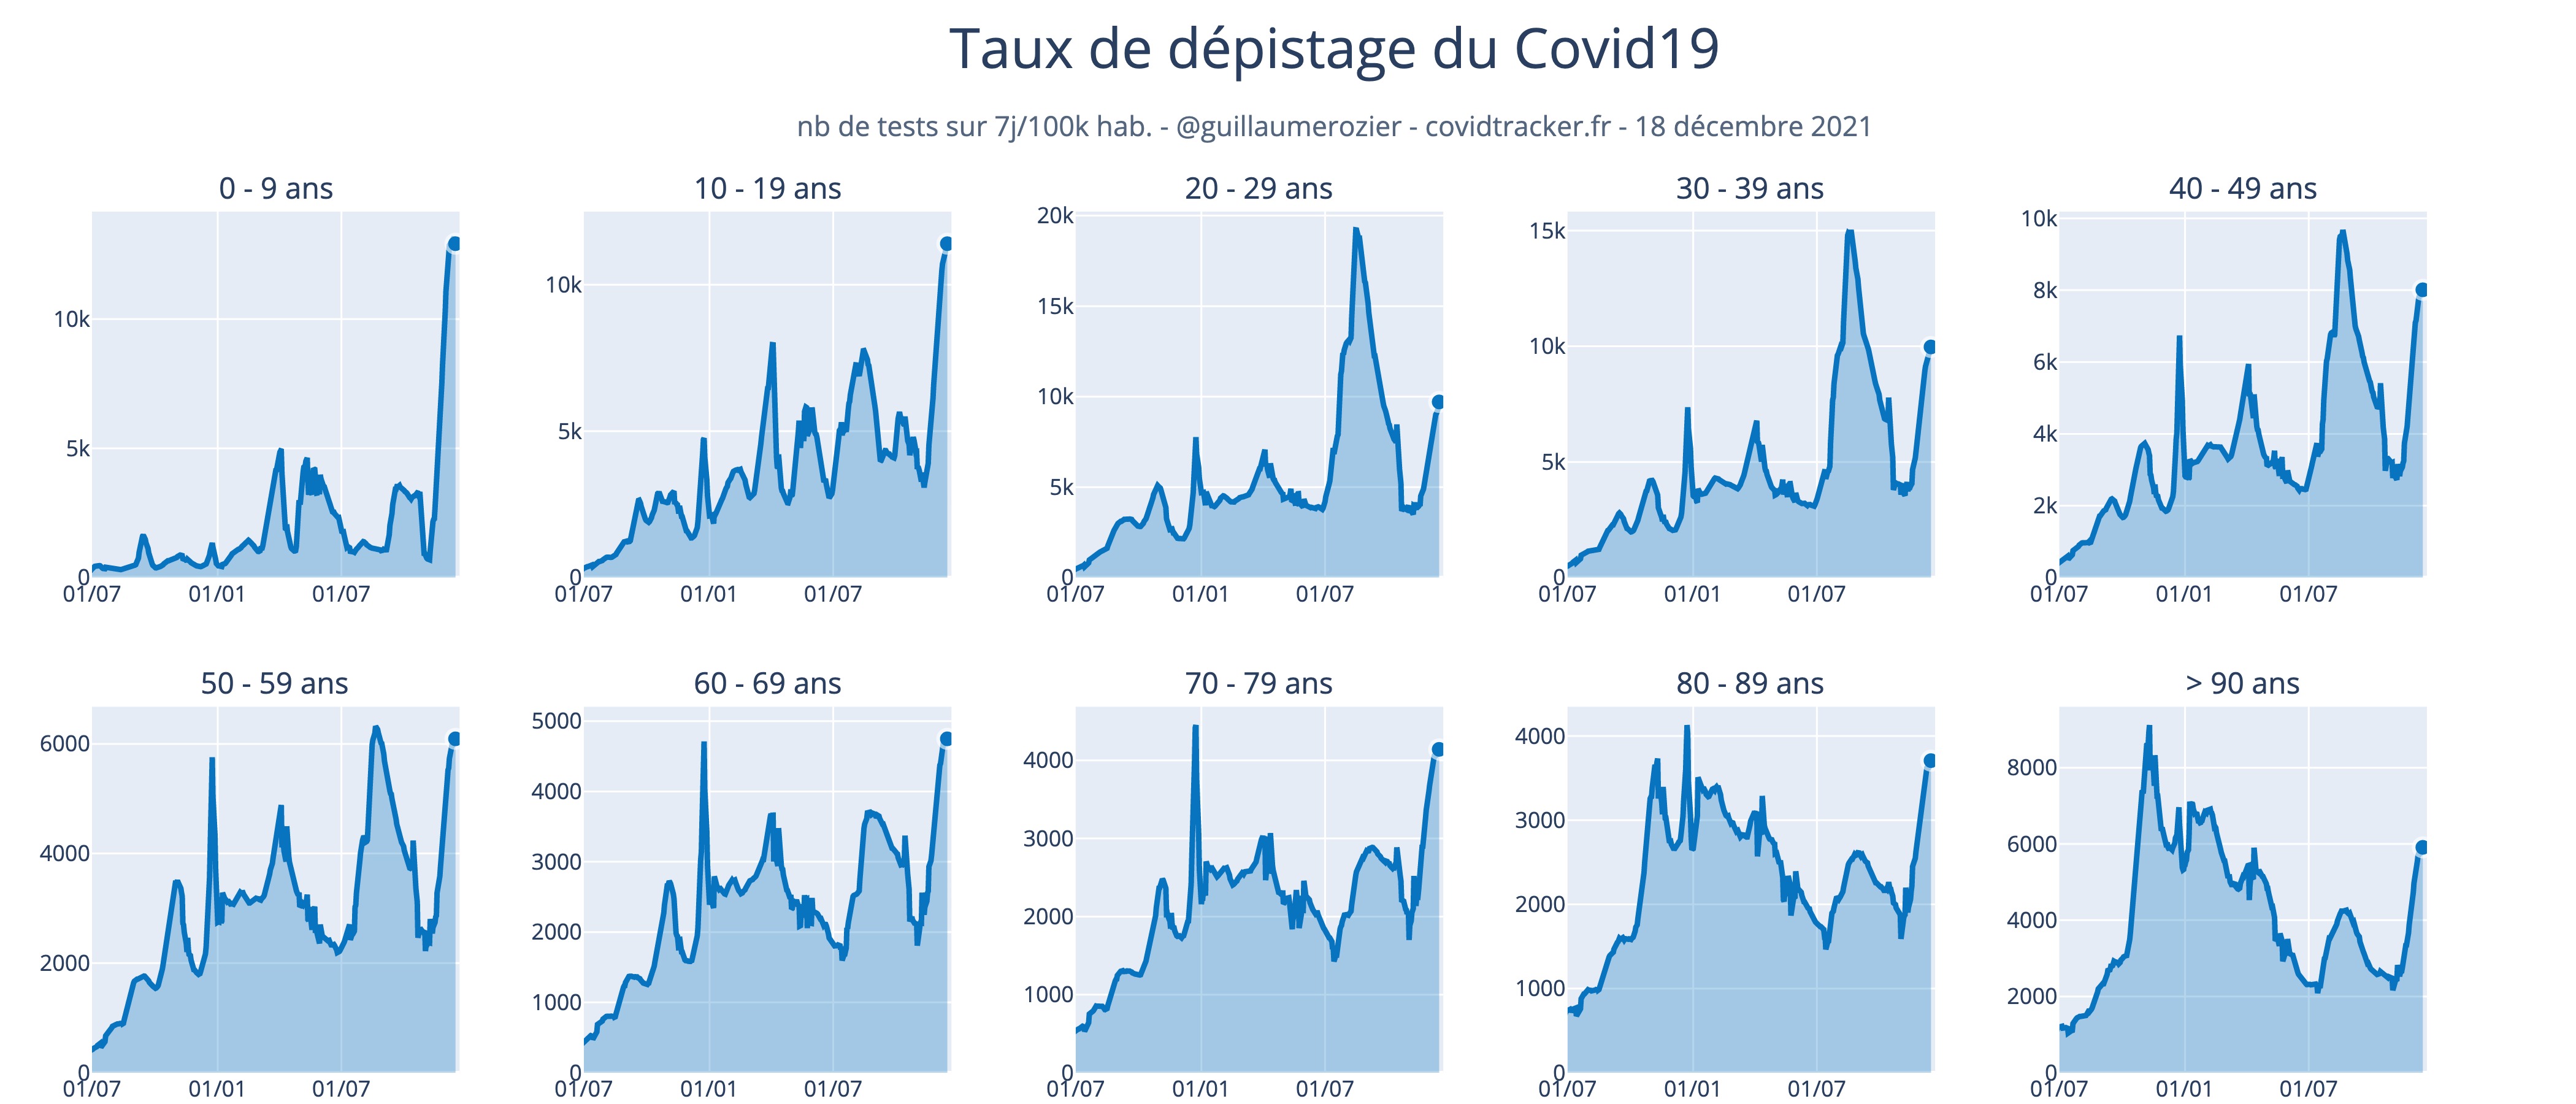 Taux de dépistage du Covid19
nb de tests sur 7j/100k hab. - @guillaumerozier - covidtracker.fr - 18 décembre 2021
0 - 9 ans
10k
5k
0
01/07 01/01 01/07
10 - 19 ans
10k
5k
0
01/07 01/01 01/07
20 - 29 ans
20k
15k
10k
5k
0
01/07 01/01 01/07
30 - 39 ans
15k
10k
5k
0
01/07 01/01 01/07
40 - 49 ans
10k
8k
6k
4k
2k
0
01/07 01/01 01/07
50 - 59 ans
6000
4000
2000
0
01/07 01/01 01/07
60 - 69 ans
5000
4000
3000
2000
1000
0
01/07 01/01 01/07
70 - 79 ans
4000
3000
2000
1000
0
01/07 01/01 01/07
80 - 89 ans
4000
3000
2000
1000
0
01/07 01/01 01/07
> 90 ans
8000
6000
4000
2000
0
01/07 01/01 01/07